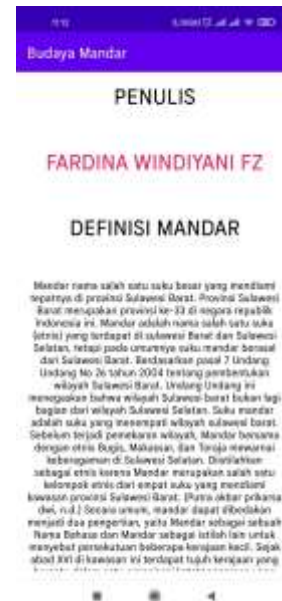 Budaya Mandar
PENULIS
FARDINA WINDIYANI FZ
DEFINISI MANDAR
Mandar nama salah satu suku besar yang mendiami
tepatnya di provinsi Sulawesi Barat. Provinsi Sulawesi
Barat merupakan provinsi ke-33 di negara republik
Indonesia ini. Mandar adalah nama salah satu suku
(etnis) yang terdapat di sulawesi Barat dan Sulawesi
Selatan, tetapi pada umumnya suku mandar berasal
dari Sulawesi Barat. Berdasarkan pasal 7 Undang
Undang No 26 tahun 2004 tentang pembentukan
wilayah Sulawesi Barat. Undang Undang ini
menegaskan bahwa wilayah Sulawesi barat bukan lagi
bagian dari wilayah Sulawesi Selatan. Suku mandar
adalah suku yang menempati wilayah sulawesi barat.
Sebelum terjadi pemekaran wilayah, Mandar bersama
dengan etnis Bugis, Makassar, dan Toraja mewarnai
keberagaman di Sulawesi Selatan. Diistilahkan
sebagai etnis karena Mandar merupakan salah satu
kelompok etnis dari empat suku yang mendiami
kawasan provinsi Sulawesi Barat. (Putra akbar prikarna
dwi, n.d.) Secara umum, mandar dapat dibedakan
menjadi dua pengertian, yaitu Mandar sebagai sebuah
Nama Bahasa dan Mandar sebagai istilah lain untuk
menyebut persekutuan beberapa kerajaan kecil. Sejak
abad XVI di kawasan ini terdapat tujuh kerajaan yang